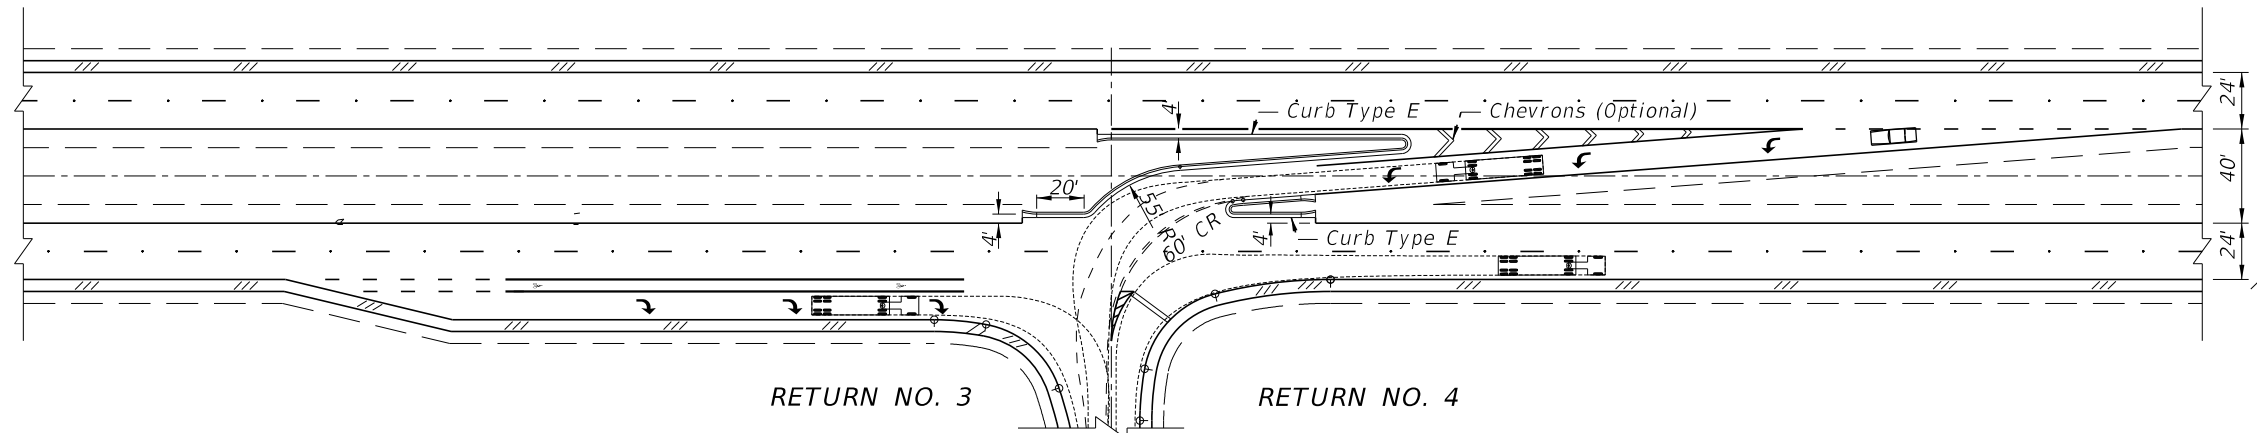 24'
4'
Curb Type E
Chevrons (Optional)
40'
20'
55' R
60' CR
4'
4'
Curb Type E
24'
RETURN NO. 3
RETURN NO. 4